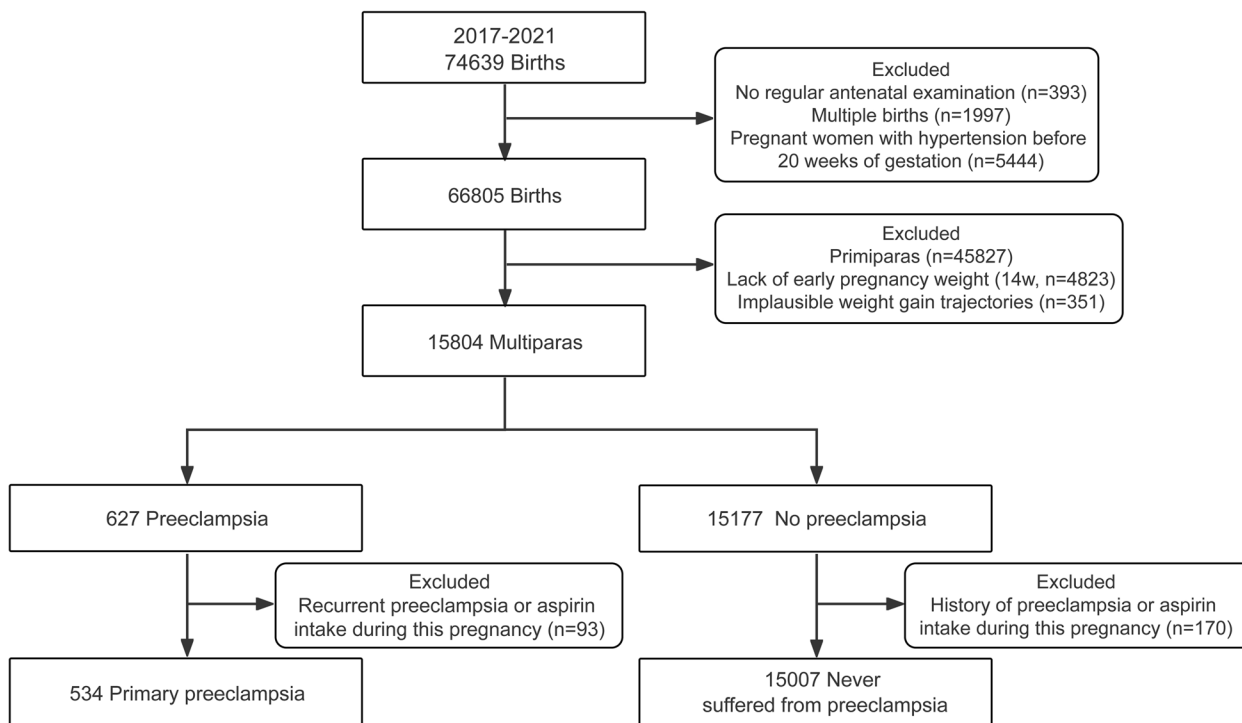 2017-2021
74639 Births
Excluded
No regular antenatal examination (n=393)
Multiple births (n=1997)
Pregnant women with hypertension before
20 weeks of gestation (n=5444)
66805 Births
Excluded
Primiparas (n=45827)
Lack of early pregnancy weight (14w, n=4823)
Implausible weight gain trajectories (n=351)
15804 Multiparas
627 Preeclampsia
15177 No preeclampsia
Excluded
Recurrent preeclampsia or aspirin
intake during this pregnancy (n=93)
Excluded
History of preeclampsia or aspirin
intake during this pregnancy (n=170)
534 Primary preeclampsia
15007 Never
suffered from preeclampsia